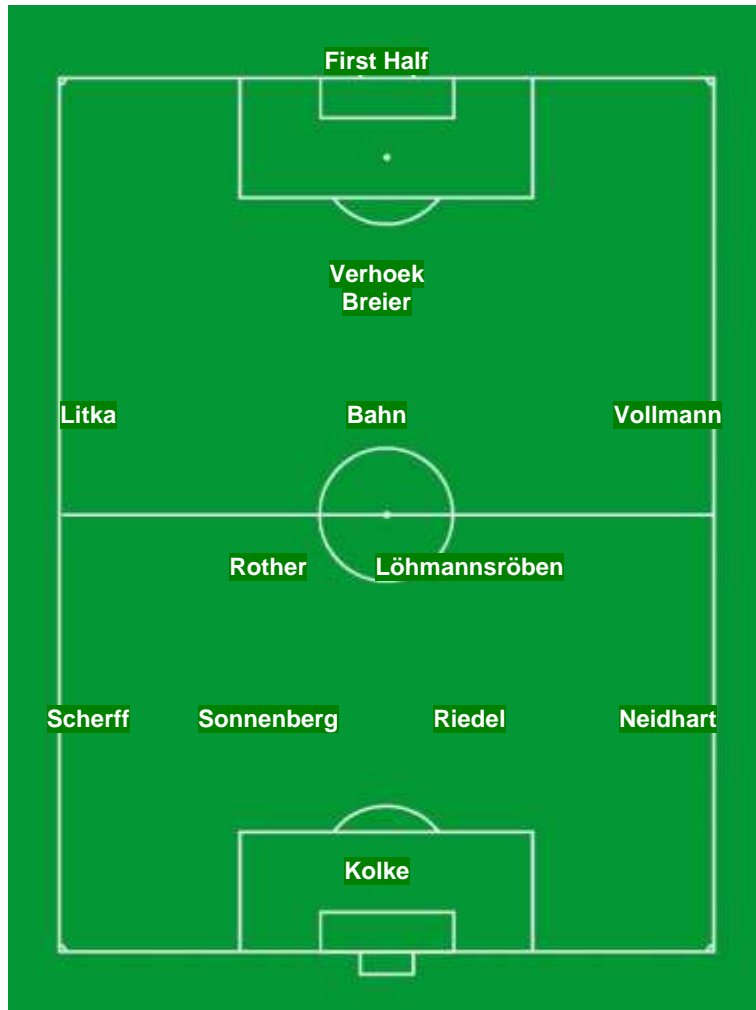 First Half
Verhoek
Breier
Litka Bahn Vollmann
Rother Löhmannsröben
Scherff Sonnenberg Riedel Neidhart
Kolke